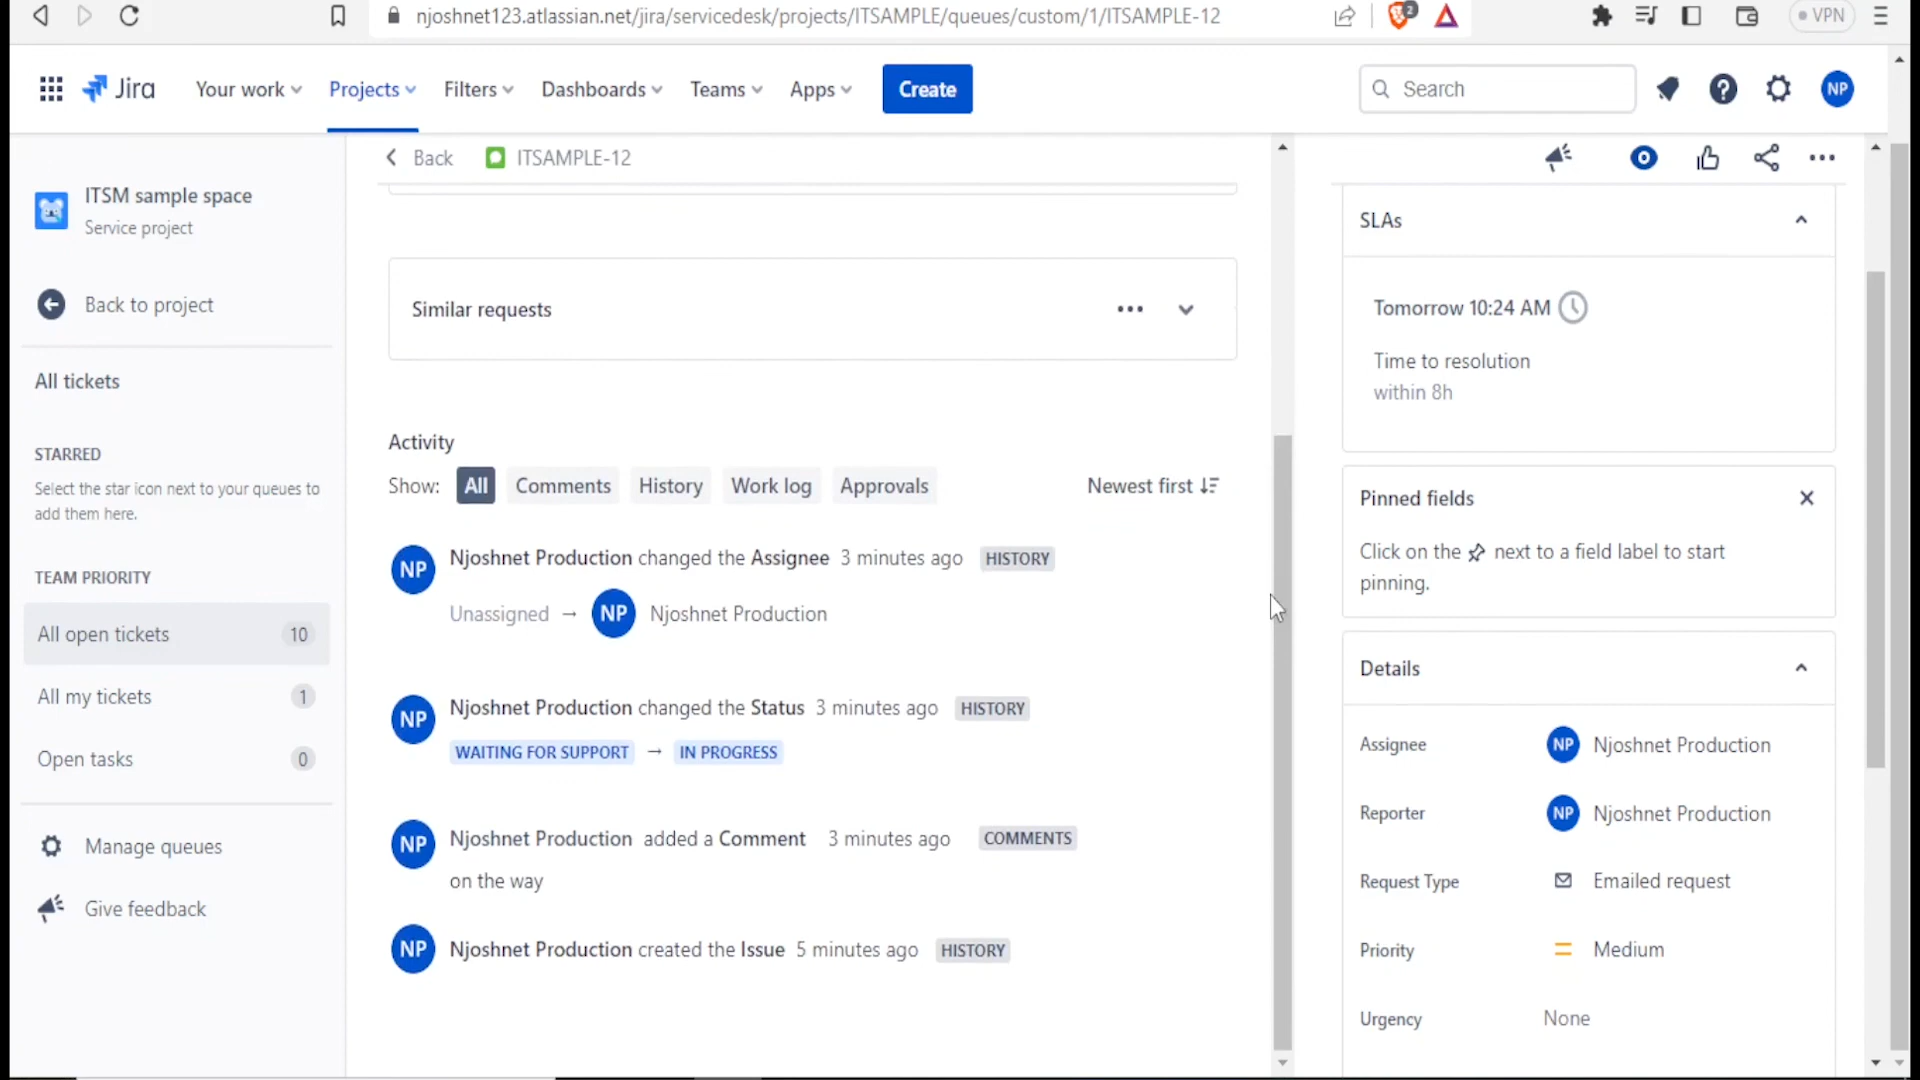 njoshnet123.atlassian.net/jira/servicedesk/projects/ITSAMPLE/queues/custom/1/ITSAMPLE-12
2
VPN
Jira
Your work
Projects
Filters
Dashboards
Teams
Apps
Create
Search
NP
ITSM sample space
Service project
Back to project
All tickets
STARRED
Select the star icon next to your queues to
add them here.
TEAM PRIORITY
All open tickets 10
All my tickets 1
Open tasks 0
Manage queues
Give feedback
Back
ITSAMPLE-12
Similar requests
Activity
Show: All Comments History Work log Approvals Newest first
NP Njoshnet Production changed the Assignee 3 minutes ago HISTORY
Unassigned → NP Njoshnet Production
NP Njoshnet Production changed the Status 3 minutes ago HISTORY
WAITING FOR SUPPORT → IN PROGRESS
NP Njoshnet Production added a Comment 3 minutes ago COMMENTS
on the way
NP Njoshnet Production created the Issue 5 minutes ago HISTORY
SLAs
Tomorrow 10:24 AM
Time to resolution
within 8h
Pinned fields
Click on the next to a field label to start
pinning.
Details
Assignee NP Njoshnet Production
Reporter NP Njoshnet Production
Request Type Emailed request
Priority Medium
Urgency None